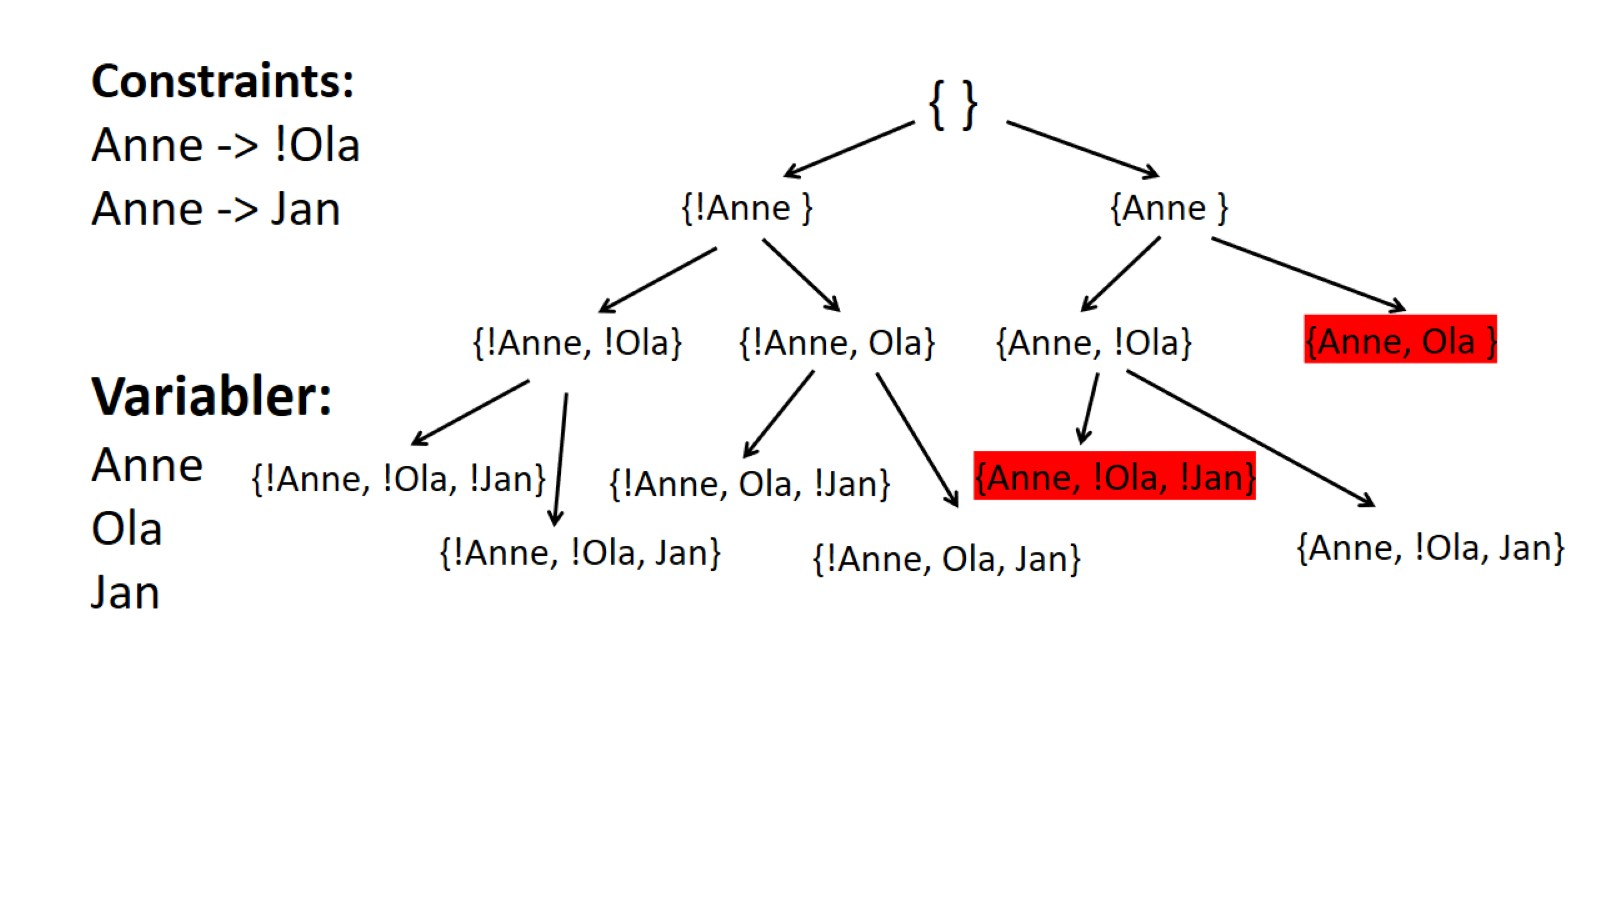 Constraints:
Anne -> !Ola
Anne -> Jan
{ }
{!Anne }
{Anne }
{!Anne, !Ola}
{!Anne, Ola}
{Anne, !Ola}
{Anne, Ola }
Variabler:
Anne
Ola
Jan
{!Anne, !Ola, !Jan}
{!Anne, Ola, !Jan}
{Anne, !Ola, !Jan}
{!Anne, !Ola, Jan}
{!Anne, Ola, Jan}
{Anne, !Ola, Jan}